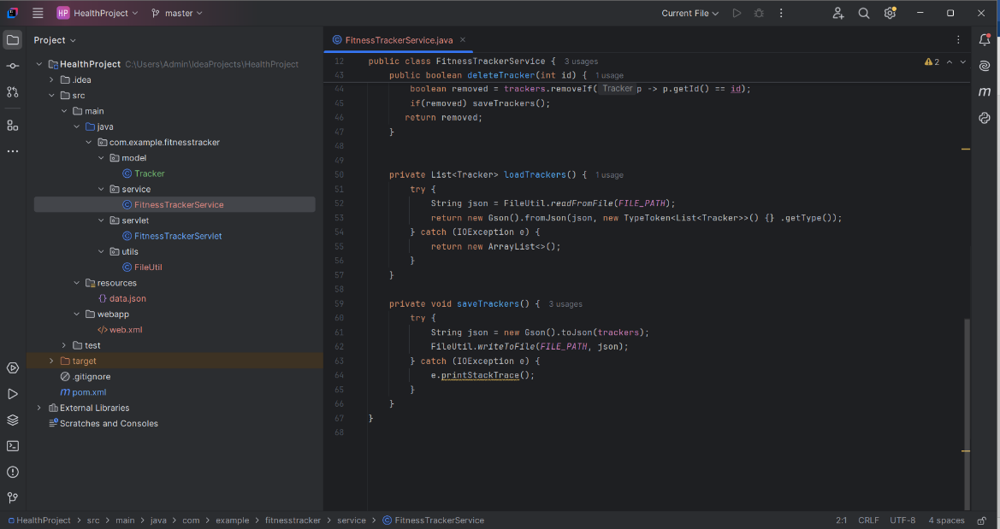 HP HealthProject master Current File
Project
FitnessTrackerService.java
HealthProject C:\Users\Admin\IdeaProjects\HealthProject
.idea
src
main
java
com.example.fitnesstracker
model
Tracker
service
FitnessTrackerService
servlet
FitnessTrackerServlet
utils
FileUtil
resources
{} data.json
webapp
</> web.xml
test
target
.gitignore
m pom.xml
External Libraries
Scratches and Consoles
12 public class FitnessTrackerService { 3 usages
2
43 public boolean deleteTracker(int id) { 1 usage
44 boolean removed = trackers.removeIf( Tracker p -> p.getId() == id);
45 if(removed) saveTrackers();
46 return removed;
47 }
48
49
50 private List<Tracker> loadTrackers() { 1 usage
51 try {
52 String json = FileUtil.readFromFile(FILE_PATH);
53 return new Gson().fromJson(json, new TypeToken<List<Tracker>>() {} .getType());
54 } catch (IOException e) {
55 return new ArrayList<>();
56 }
57 }
58
59 private void saveTrackers() { 3 usages
60 try {
61 String json = new Gson().toJson(trackers);
62 FileUtil.writeToFile(FILE_PATH, json);
63 } catch (IOException e) {
64 e.printStackTrace();
65 }
66 }
67 }
68
m
HealthProject > src > main > java > com > example > fitnesstracker > service > FitnessTrackerService 2:1 CRLF UTF-8 4 spaces